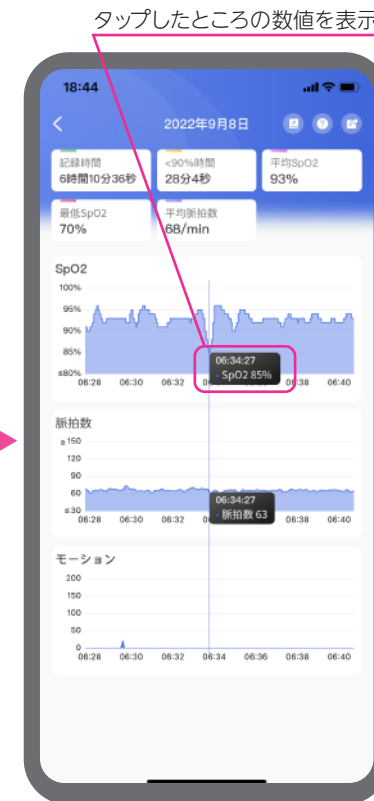 タップしたところの数値を表示
18:44
2022年9月8日
記録時間 <90%時間 平均SpO2
6時間10分36秒 28分4秒 93%
最低SpO2 平均脈拍数
70% 68/min
SpO2
100%
95%
90%
85%
≤80%
06:34:27
SpO2 85%
06:28 06:30 06:32 06:38 06:40
脈拍数
≥150
120
90
60
≤30
06:34:27
脈拍数 63
06:28 06:30 06:32 06:38 06:40
モーション
200
150
100
50
0
06:28 06:30 06:32 06:34 06:36 06:38 06:40